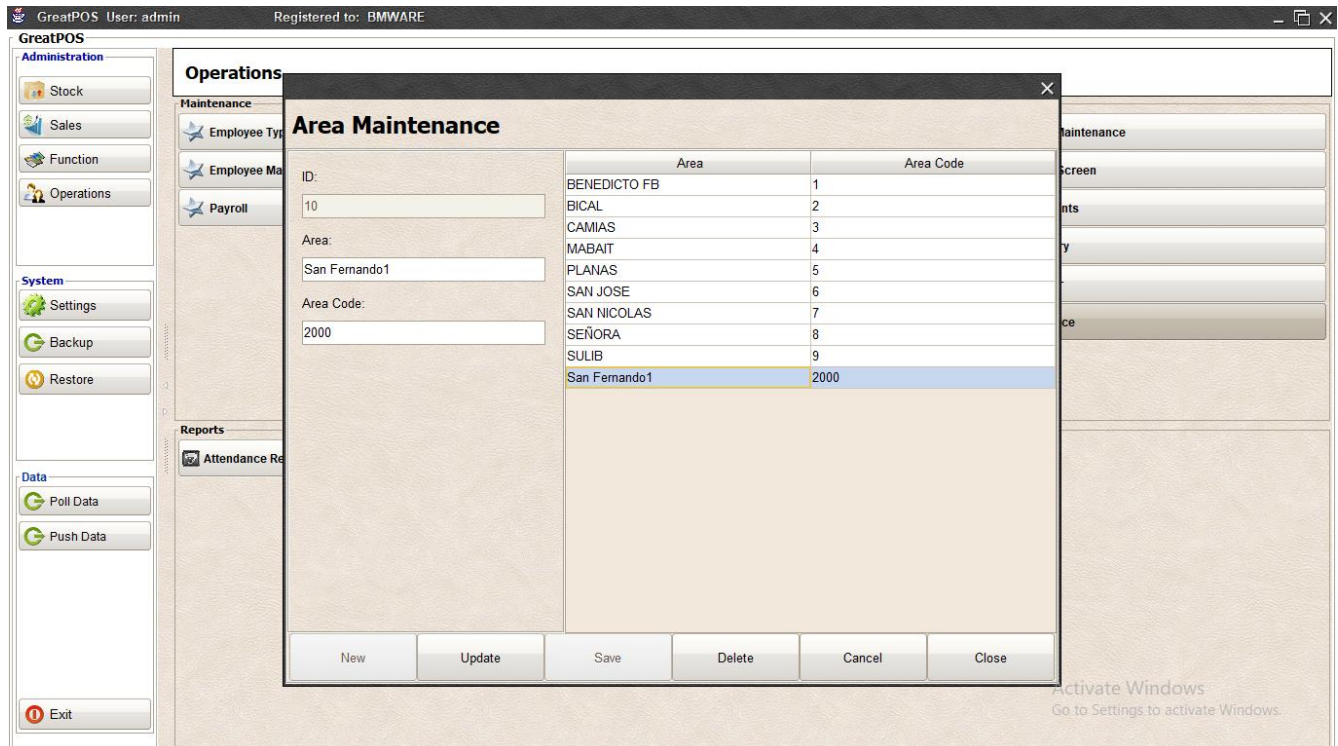 GreatPOS User: admin Registered to: BMWARE
GreatPOS
Administration
Stock
Sales
Function
Operations
System
Settings
Backup
Restore
Data
Poll Data
Push Data
Exit
Operations
Maintenance
Employee Typ
Employee Ma
Payroll
Reports
Attendance Re
Maintenance
Screen
nts
ry
ce
Area Maintenance
ID:
10
Area:
San Fernando1
Area Code:
2000
Area Area Code
BENEDICTO FB 1
BICAL 2
CAMIAS 3
MABAIT 4
PLANAS 5
SAN JOSE 6
SAN NICOLAS 7
SEÑORA 8
SULIB 9
San Fernando1 2000
New Update Save Delete Cancel Close
Activate Windows
Go to Settings to activate Windows.